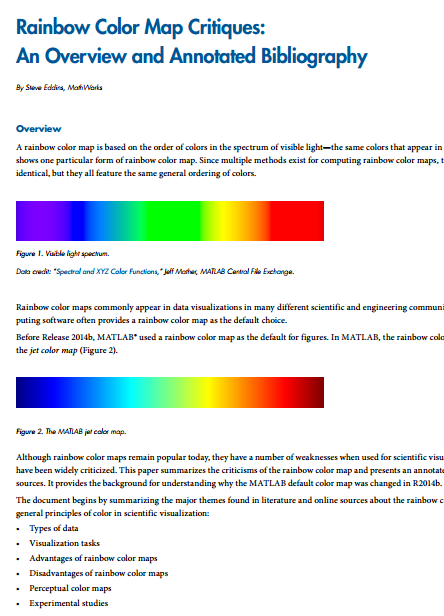 Rainbow Color Map Critiques:
An Overview and Annotated Bibliography
By Steve Eddins, MathWorks
Overview
A rainbow color map is based on the order of colors in the spectrum of visible light—the same colors that appear in
shows one particular form of rainbow color map. Since multiple methods exist for computing rainbow color maps, t
identical, but they all feature the same general ordering of colors.
Figure 1. Visible light spectrum.
Data credit: "Spectral and XYZ Color Functions," Jeff Mather, MATLAB Central File Exchange.
Rainbow color maps commonly appear in data visualizations in many different scientific and engineering communi
puting software often provides a rainbow color map as the default choice.
Before Release 2014b, MATLAB® used a rainbow color map as the default for figures. In MATLAB, the rainbow colo
the jet color map (Figure 2).
Figure 2. The MATLAB jet color map.
Although rainbow color maps remain popular today, they have a number of weaknesses when used for scientific visu
have been widely criticized. This paper summarizes the criticisms of the rainbow color map and presents an annotate
sources. It provides the background for understanding why the MATLAB default color map was changed in R2014b.
The document begins by summarizing the major themes found in literature and online sources about the rainbow c
general principles of color in scientific visualization:
• Types of data
• Visualization tasks
• Advantages of rainbow color maps
• Disadvantages of rainbow color maps
• Perceptual color maps
• Experimental studies